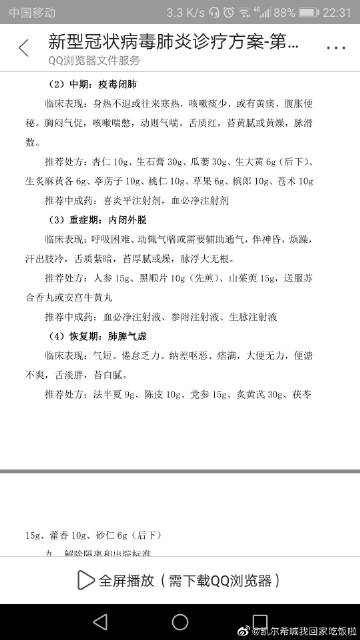 中国移动 3.3 K/s 4G 88% 22:31
新型冠状病毒肺炎诊疗方案-第...
QQ浏览器文件服务
（2）中期：疫毒闭肺
临床表现：身热不退或往来寒热，咳嗽痰少，或有黄痰，腹胀便
秘。胸闷气促，咳嗽喘憋，动则气喘。舌质红，苔黄腻或黄燥，脉滑
数。
推荐处方：杏仁 10g、生石膏 30g、瓜蒌 30g、生大黄 6g（后下）、
生炙麻黄各 6g、葶苈子 10g、桃仁 10g、草果 6g、槟郎 10g、苍术 10g
推荐中成药：喜炎平注射剂，血必净注射剂
（3）重症期：内闭外脱
临床表现：呼吸困难、动辄气喘或需要辅助通气，伴神昏，烦躁，
汗出肢冷，舌质紫暗，苔厚腻或燥，脉浮大无根。
推荐处方：人参 15g、黑顺片 10g（先煎）、山茱萸 15g，送服苏
合香丸或安宫牛黄丸
推荐中成药：血必净注射液、参附注射液、生脉注射液
（4）恢复期：肺脾气虚
临床表现：气短、倦怠乏力、纳差呕恶、痞满，大便无力，便溏
不爽，舌淡胖，苔白腻。
推荐处方：法半夏 9g、陈皮 10g、党参 15g、炙黄芪 30g、茯苓
15g、藿香 10g、砂仁 6g（后下）
九、解除隔离和出院标准
全屏播放（需下载QQ浏览器）
@凯尔希喊我回家吃饭啦